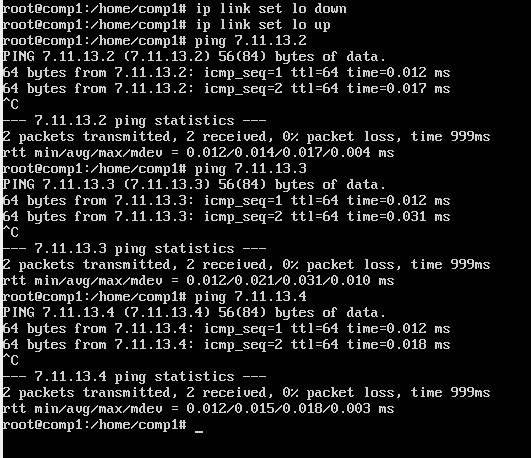 root@comp1:/home/comp1# ip link set lo down
root@comp1:/home/comp1# ip link set lo up
root@comp1:/home/comp1# ping 7.11.13.2
PING 7.11.13.2 (7.11.13.2) 56(84) bytes of data.
64 bytes from 7.11.13.2: icmp_seq=1 ttl=64 time=0.012 ms
64 bytes from 7.11.13.2: icmp_seq=2 ttl=64 time=0.017 ms
^C
--- 7.11.13.2 ping statistics ---
2 packets transmitted, 2 received, 0% packet loss, time 999ms
rtt min/avg/max/mdev = 0.012/0.014/0.017/0.004 ms
root@comp1:/home/comp1# ping 7.11.13.3
PING 7.11.13.3 (7.11.13.3) 56(84) bytes of data.
64 bytes from 7.11.13.3: icmp_seq=1 ttl=64 time=0.012 ms
64 bytes from 7.11.13.3: icmp_seq=2 ttl=64 time=0.031 ms
^C
--- 7.11.13.3 ping statistics ---
2 packets transmitted, 2 received, 0% packet loss, time 999ms
rtt min/avg/max/mdev = 0.012/0.021/0.031/0.010 ms
root@comp1:/home/comp1# ping 7.11.13.4
PING 7.11.13.4 (7.11.13.4) 56(84) bytes of data.
64 bytes from 7.11.13.4: icmp_seq=1 ttl=64 time=0.012 ms
64 bytes from 7.11.13.4: icmp_seq=2 ttl=64 time=0.018 ms
^C
--- 7.11.13.4 ping statistics ---
2 packets transmitted, 2 received, 0% packet loss, time 999ms
rtt min/avg/max/mdev = 0.012/0.015/0.018/0.003 ms
root@comp1:/home/comp1# _